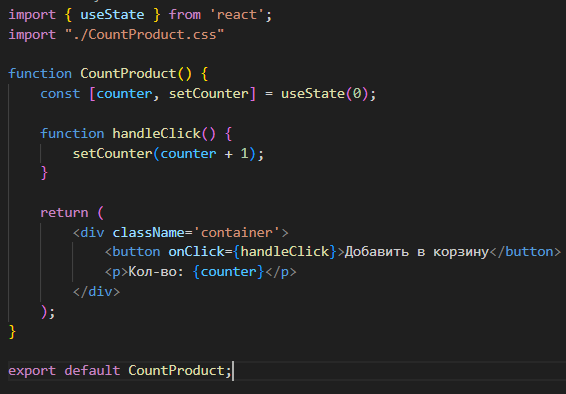 import { useState } from 'react';
import "./CountProduct.css"
function CountProduct() {
    const [counter, setCounter] = useState(0);
    function handleClick() {
        setCounter(counter + 1);
    }
    return (
        <div className='container'>
            <button onClick={handleClick}>Добавить в корзину</button>
            <p>Кол-во: {counter}</p>
        </div>
    );
}
export default CountProduct;